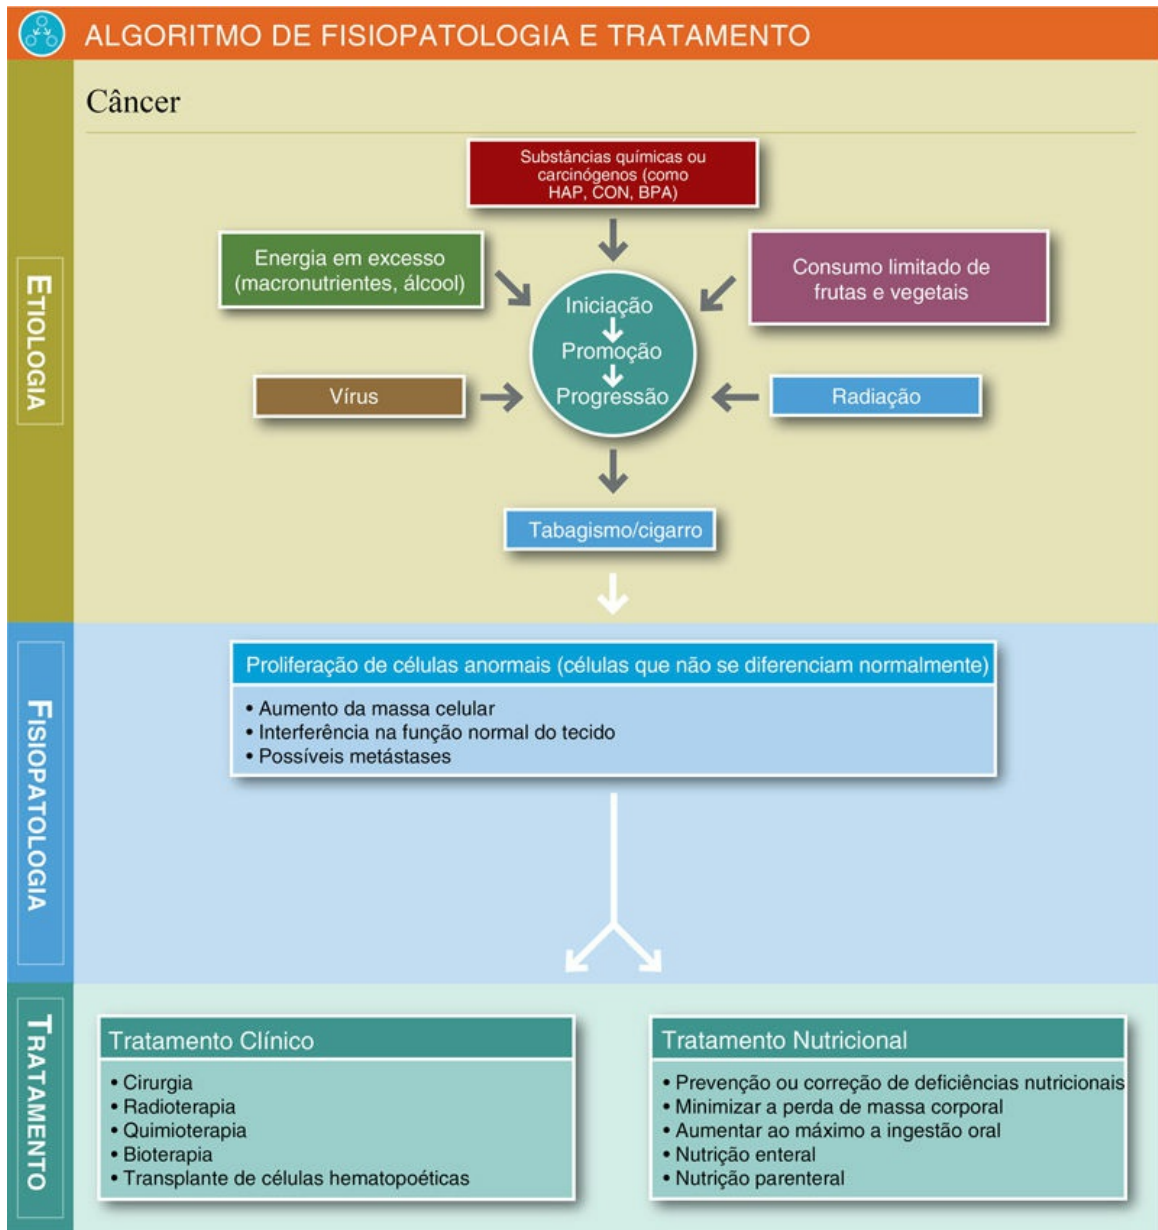 ALGORITMO DE FISIOPATOLOGIA E TRATAMENTO
Câncer
ETIOLOGIA
Substâncias químicas ou
carcinógenos (como
HAP, CON, BPA)
Energia em excesso
(macronutrientes, álcool)
Consumo limitado de
frutas e vegetais
Iniciação
Promoção
Progressão
Vírus
Radiação
Tabagismo/cigarro
FISIOPATOLOGIA
Proliferação de células anormais (células que não se diferenciam normalmente)
• Aumento da massa celular
• Interferência na função normal do tecido
• Possíveis metástases
TRATAMENTO
Tratamento Clínico
• Cirurgia
• Radioterapia
• Quimioterapia
• Bioterapia
• Transplante de células hematopoéticas
Tratamento Nutricional
• Prevenção ou correção de deficiências nutricionais
• Minimizar a perda de massa corporal
• Aumentar ao máximo a ingestão oral
• Nutrição enteral
• Nutrição parenteral